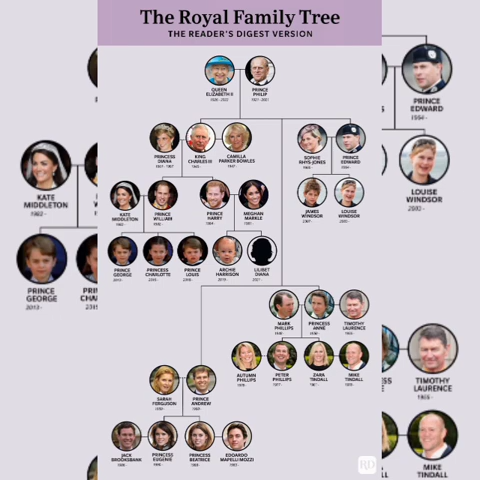 The Royal Family Tree
THE READER'S DIGEST VERSION
QUEEN
ELIZABETH II
1926 - 2022
PRINCE
PHILIP
1921 - 2021
PRINCESS
DIANA
1961 - 1997
KING
CHARLES III
CAMILLA
PARKER BOWLES
SOPHIE
RHYS-JONES
PRINCE
EDWARD
KATE
MIDDLETON
PRINCE
WILLIAM
PRINCE
HARRY
MEGHAN
MARKLE
JAMES
WINDSOR
LOUISE
WINDSOR
PRINCE
GEORGE
PRINCESS
CHARLOTTE
PRINCE
LOUIS
ARCHIE
HARRISON
LILIBET
DIANA
MARK
PHILLIPS
PRINCESS
ANNE
TIMOTHY
LAURENCE
AUTUMN
PHILLIPS
PETER
PHILLIPS
ZARA
TINDALL
MIKE
TINDALL
SARAH
FERGUSON
PRINCE
ANDREW
JACK
BROOKSBANK
PRINCESS
EUGENIE
PRINCESS
BEATRICE
EDOARDO
MAPELLI MOZZI
RD
KATE
MIDDLETON
1982 -
PRINCE
GEORGE
2013 -
PRINCE
EDWARD
1964 -
LOUISE
WINDSOR
TIMOTHY
LAURENCE
1955 -
MIKE
TINDALL